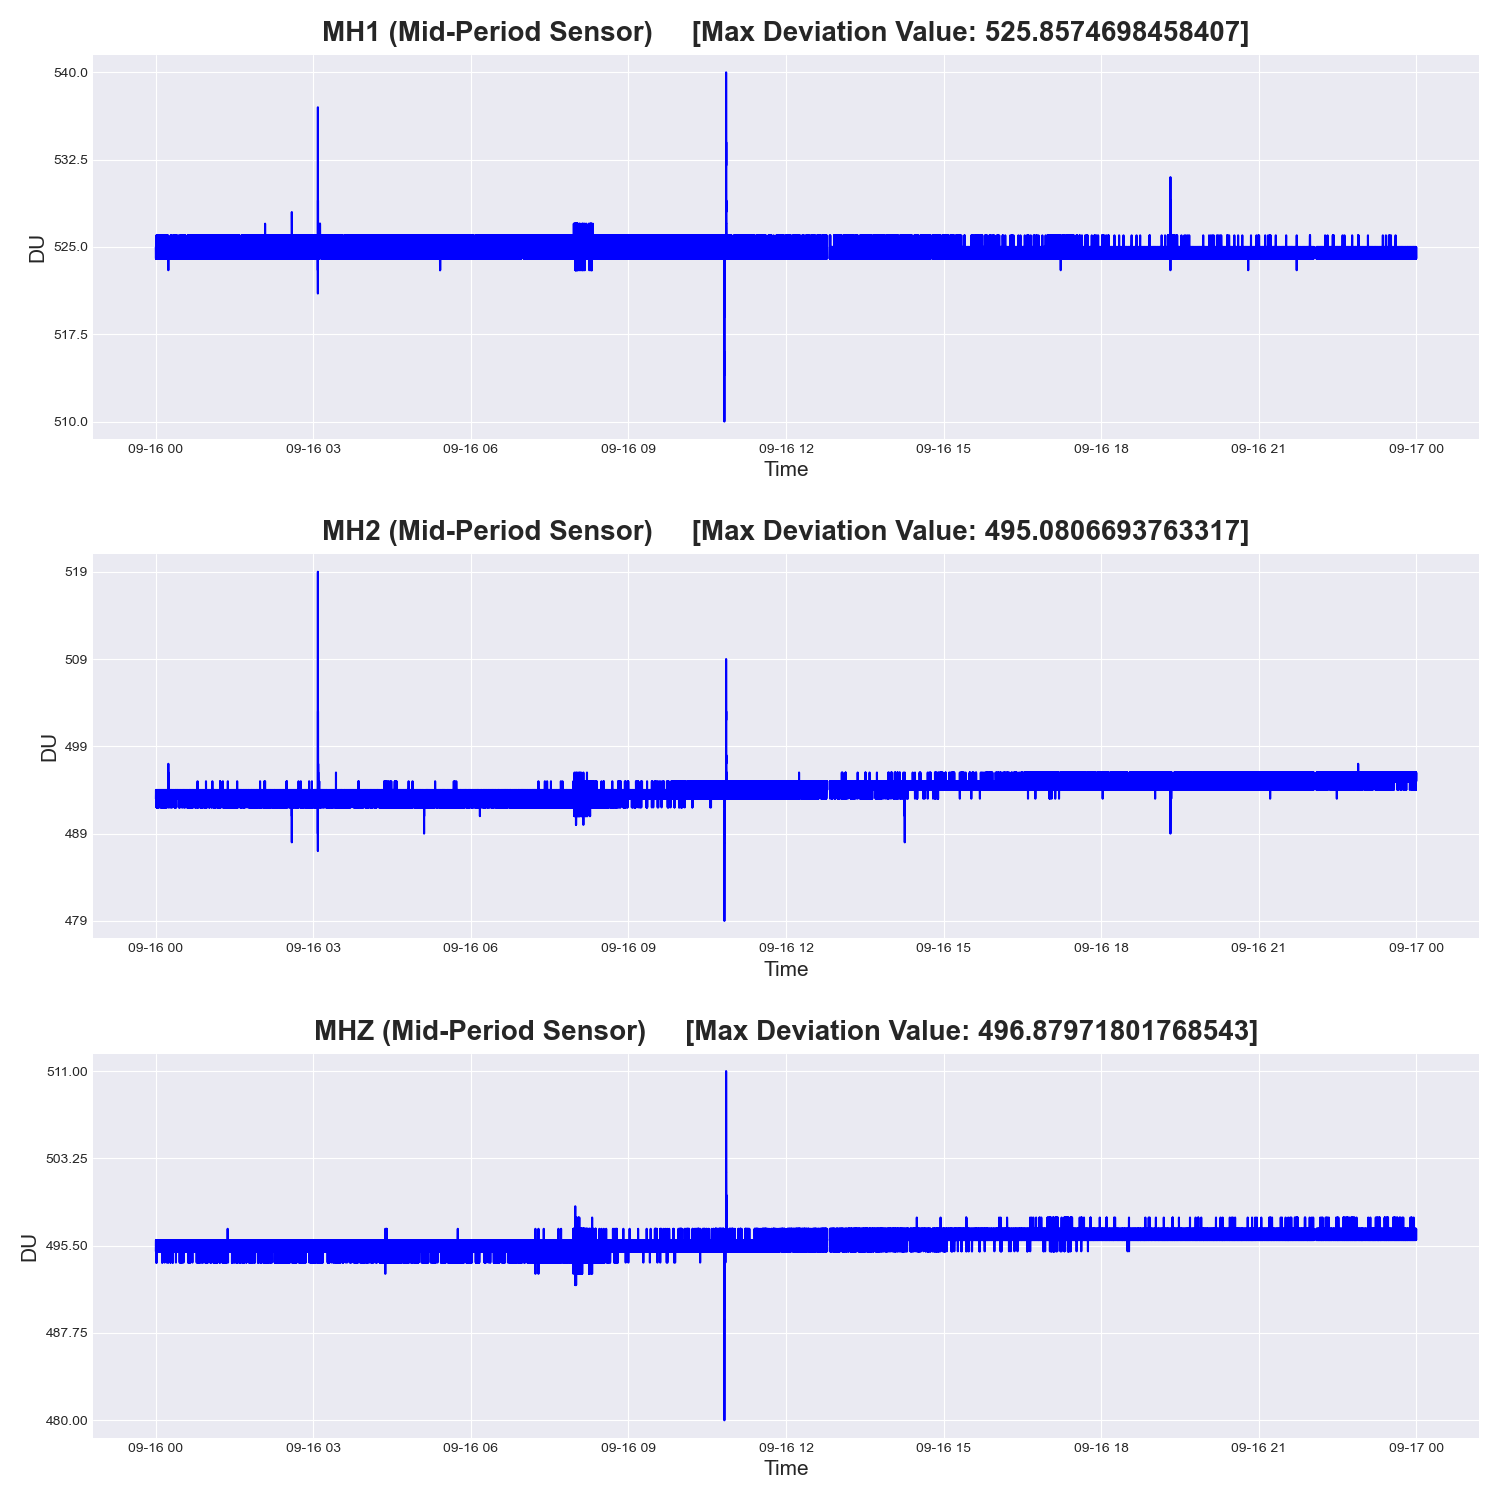 MH1 (Mid-Period Sensor) [Max Deviation Value: 525.8574698458407]
540.0
532.5
525.0
517.5
510.0
DU
09-16 00 09-16 03 09-16 06 09-16 09 09-16 12 09-16 15 09-16 18 09-16 21 09-17 00
Time
MH2 (Mid-Period Sensor) [Max Deviation Value: 495.0806693763317]
519
509
499
489
479
DU
09-16 00 09-16 03 09-16 06 09-16 09 09-16 12 09-16 15 09-16 18 09-16 21 09-17 00
Time
MHZ (Mid-Period Sensor) [Max Deviation Value: 496.87971801768543]
511.00
503.25
495.50
487.75
480.00
DU
09-16 00 09-16 03 09-16 06 09-16 09 09-16 12 09-16 15 09-16 18 09-16 21 09-17 00
Time